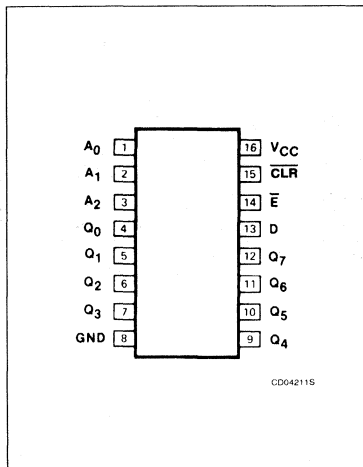 A0 1 16 VCC
A1 2 15 CLR
A2 3 14 E
Q0 4 13 D
Q1 5 12 Q7
Q2 6 11 Q6
Q3 7 10 Q5
GND 8 9 Q4
CD04211S